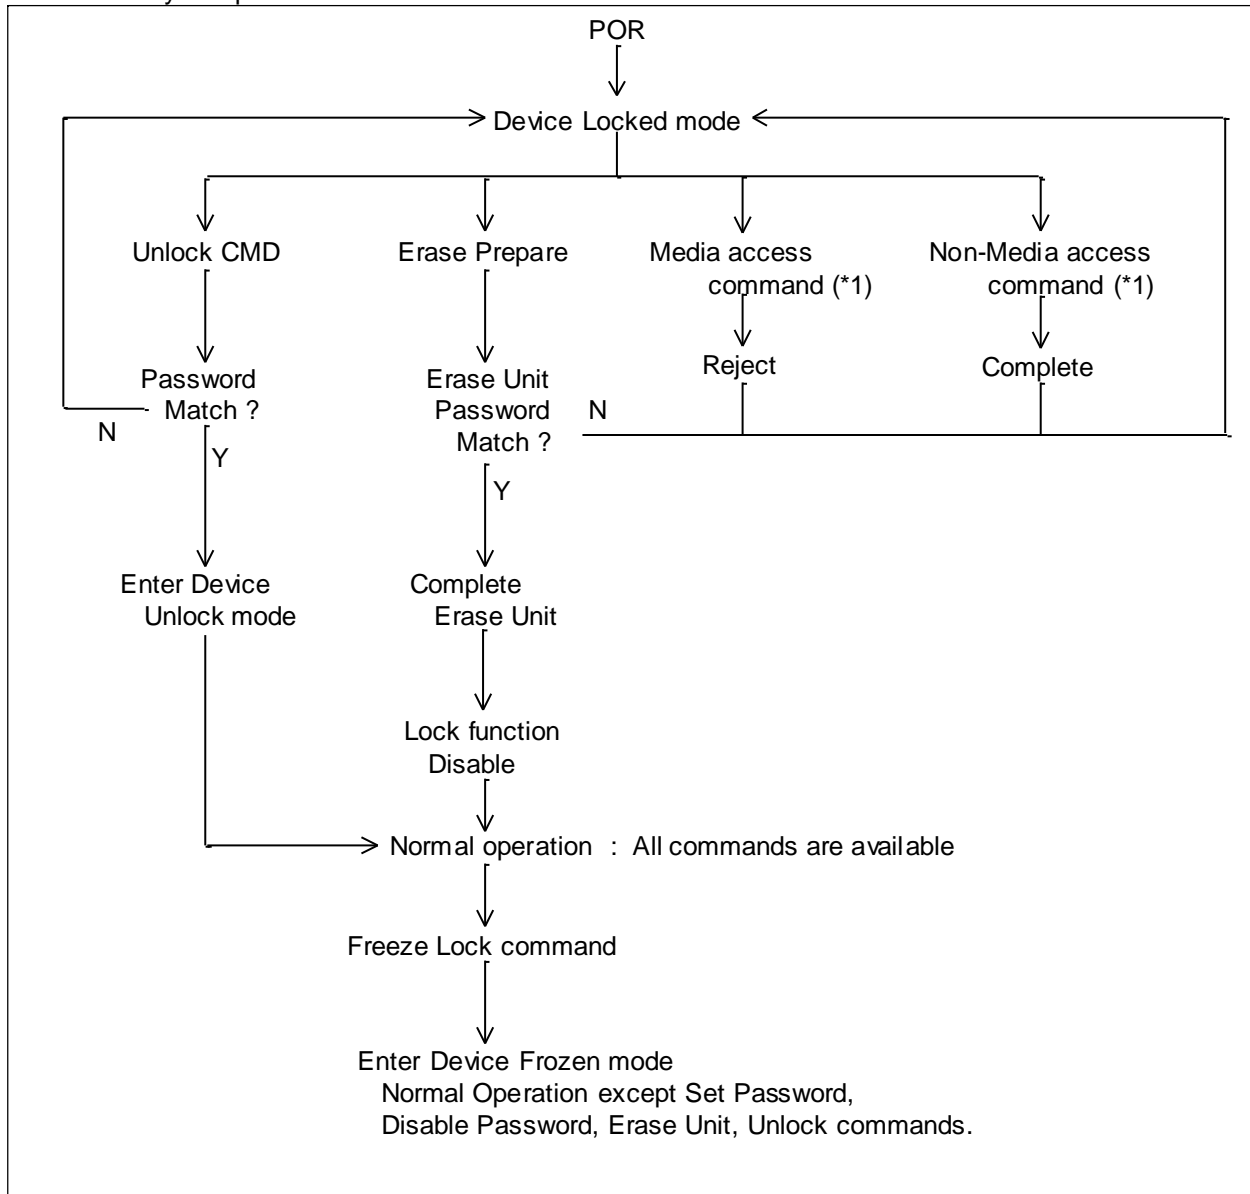 POR
Device Locked mode
Unlock CMD
Erase Prepare
Media access
command (*1)
Non-Media access
command (*1)
Password
Match ?
Erase Unit
Password
Match ?
Reject
Complete
N
N
Y
Y
Enter Device
Unlock mode
Complete
Erase Unit
Lock function
Disable
Normal operation : All commands are available
Freeze Lock command
Enter Device Frozen mode
Normal Operation except Set Password,
Disable Password, Erase Unit, Unlock commands.